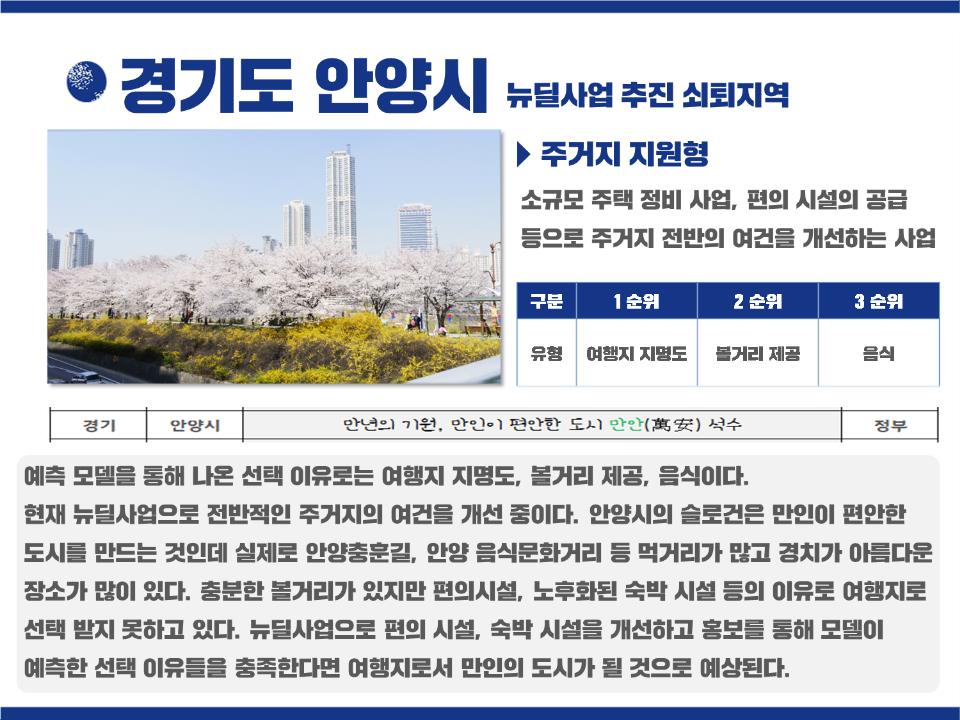 경기도 안양시 뉴딜사업 추진 쇠퇴지역
주거지 지원형
소규모 주택 정비 사업, 편의 시설의 공급
등으로 주거지 전반의 여건을 개선하는 사업
구분 1 순위 2 순위 3 순위
유형 여행지 지명도 볼거리 제공 음식
경기 안양시 만년의 기원, 만인이 편안한 도시 만안(萬安) 석수 정부
예측 모델을 통해 나온 선택 이유로는 여행지 지명도, 볼거리 제공, 음식이다.
현재 뉴딜사업으로 전반적인 주거지의 여건을 개선 중이다. 안양시의 슬로건은 만인이 편안한
도시를 만드는 것인데 실제로 안양충훈길, 안양 음식문화거리 등 먹거리가 많고 경치가 아름다운
장소가 많이 있다. 충분한 볼거리가 있지만 편의시설, 노후화된 숙박 시설 등의 이유로 여행지로
선택 받지 못하고 있다. 뉴딜사업으로 편의 시설, 숙박 시설을 개선하고 홍보를 통해 모델이
예측한 선택 이유들을 충족한다면 여행지로서 만인의 도시가 될 것으로 예상된다.